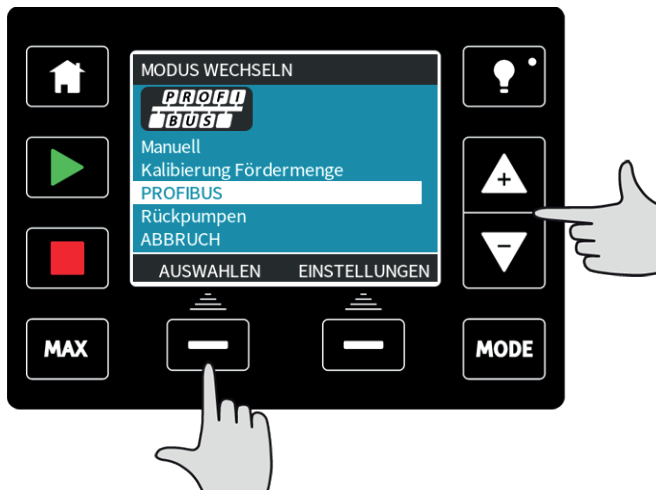 MODUS WECHSELN
PROFI
BUS
Manuell
Kalibierung Fördermenge
PROFIBUS
Rückpumpen
ABBRUCH
AUSWAHLEN EINSTELLUNGEN
MAX
MODE